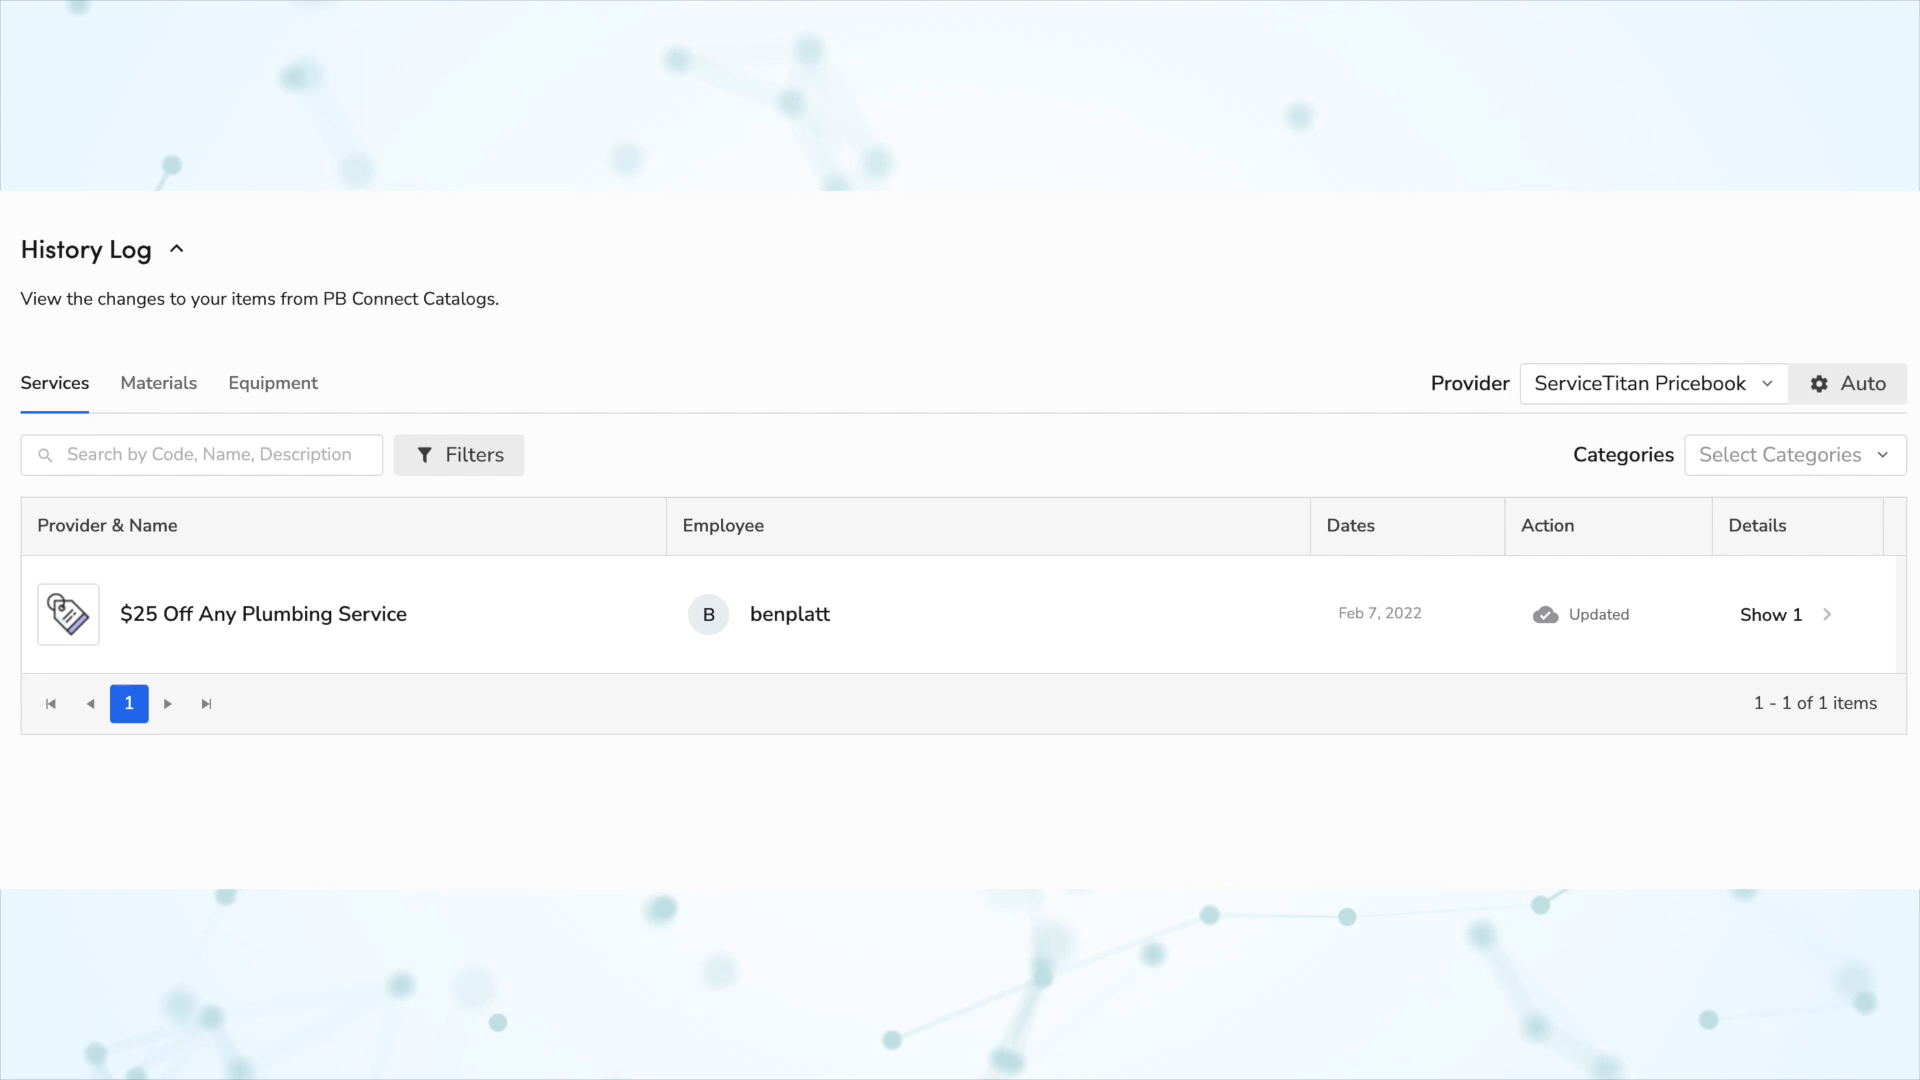 History Log
View the changes to your items from PB Connect Catalogs.
Services Materials Equipment Provider ServiceTitan Pricebook Auto
Search by Code, Name, Description Filters Categories Select Categories
Provider & Name Employee Dates Action Details
$25 Off Any Plumbing Service B benplatt Feb 7, 2022 Updated Show 1
1 1 - 1 of 1 items